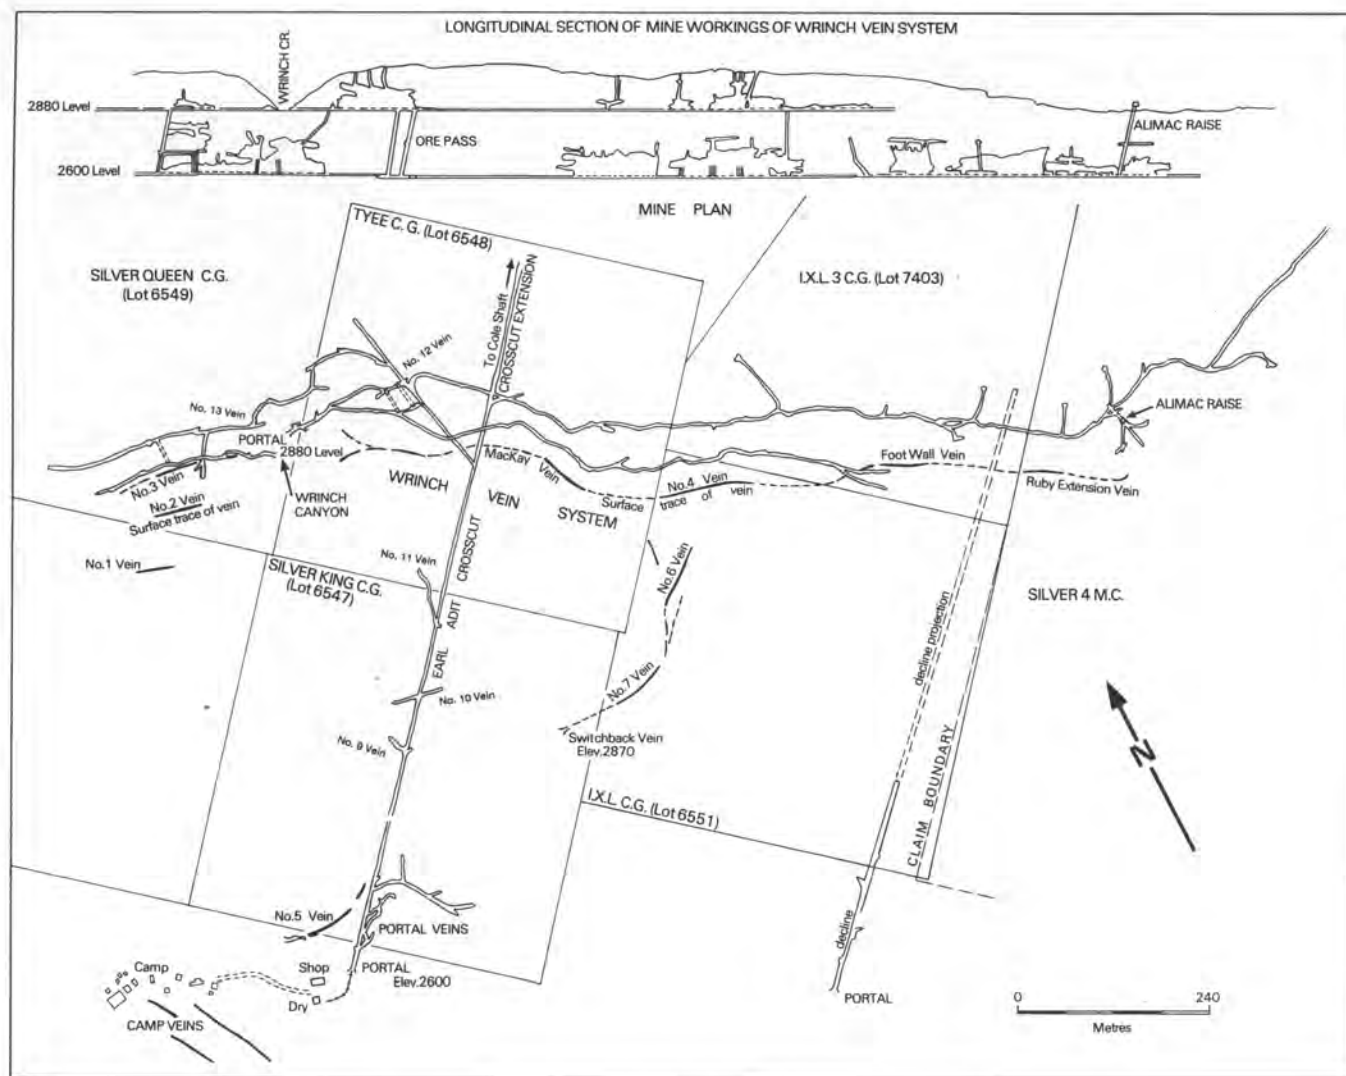 LONGITUDINAL SECTION OF MINE WORKINGS OF WRINCH VEIN SYSTEM
WRINCH CR.
2880 Level
ORE PASS
ALIMAC RAISE
2600 Level
MINE PLAN
TYEE C. G. (Lot 6548)
SILVER QUEEN C.G.
(Lot 6549)
I.X.L. 3 C.G. (Lot 7403)
To Cole Shaft
CROSSCUT EXTENSION
No. 12 Vein
No. 13 Vein
ALIMAC RAISE
PORTAL
2880 Level
MacKay Vein
Foot Wall Vein
No.3 Vein
WRINCH
VEIN
SYSTEM
No.4 Vein
Surface trace of vein
Ruby Extension Vein
No.2 Vein
Surface trace of vein
WRINCH
CANYON
No.1 Vein
No. 11 Vein
SILVER KING C.G.
(Lot 6547)
EARL ADIT CROSSCUT
No.6 Vein
SILVER 4 M.C.
decline projection
No.7 Vein
No. 10 Vein
No. 9 Vein
Switchback Vein
Elev.2870
N
I.X.L. C.G. (Lot 6551)
CLAIM BOUNDARY
No.5 Vein
PORTAL VEINS
decline
Camp
Shop
PORTAL
Elev.2600
Dry
PORTAL
CAMP VEINS
0 240
Metres